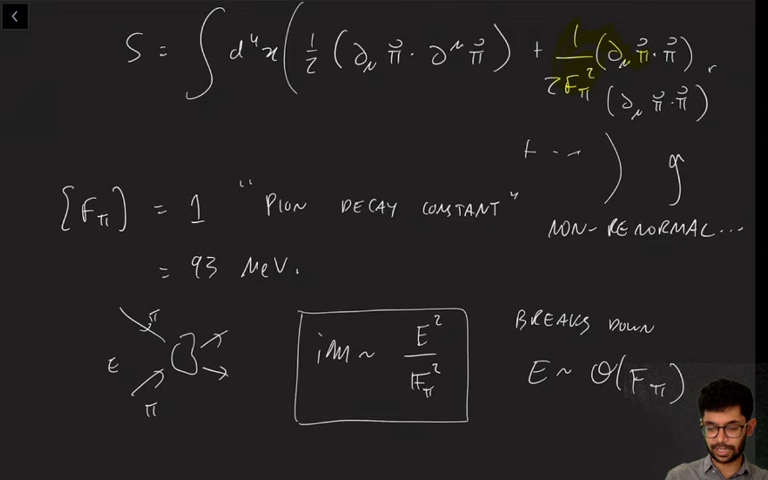 S = ∫ d⁴x ( 1/2 (∂_μ π⃗ · ∂^μ π⃗) + 1/(2F_π²) (∂_μ π⃗ · π⃗) ·
(∂_μ π⃗ · π⃗)
+ ... ) g
[F_π] = 1 "PION DECAY CONSTANT"
NON-RENORMAL...
= 93 MeV.
π
E
π
iM ~ E²/F_π²
BREAKS DOWN
E ~ O(F_π)